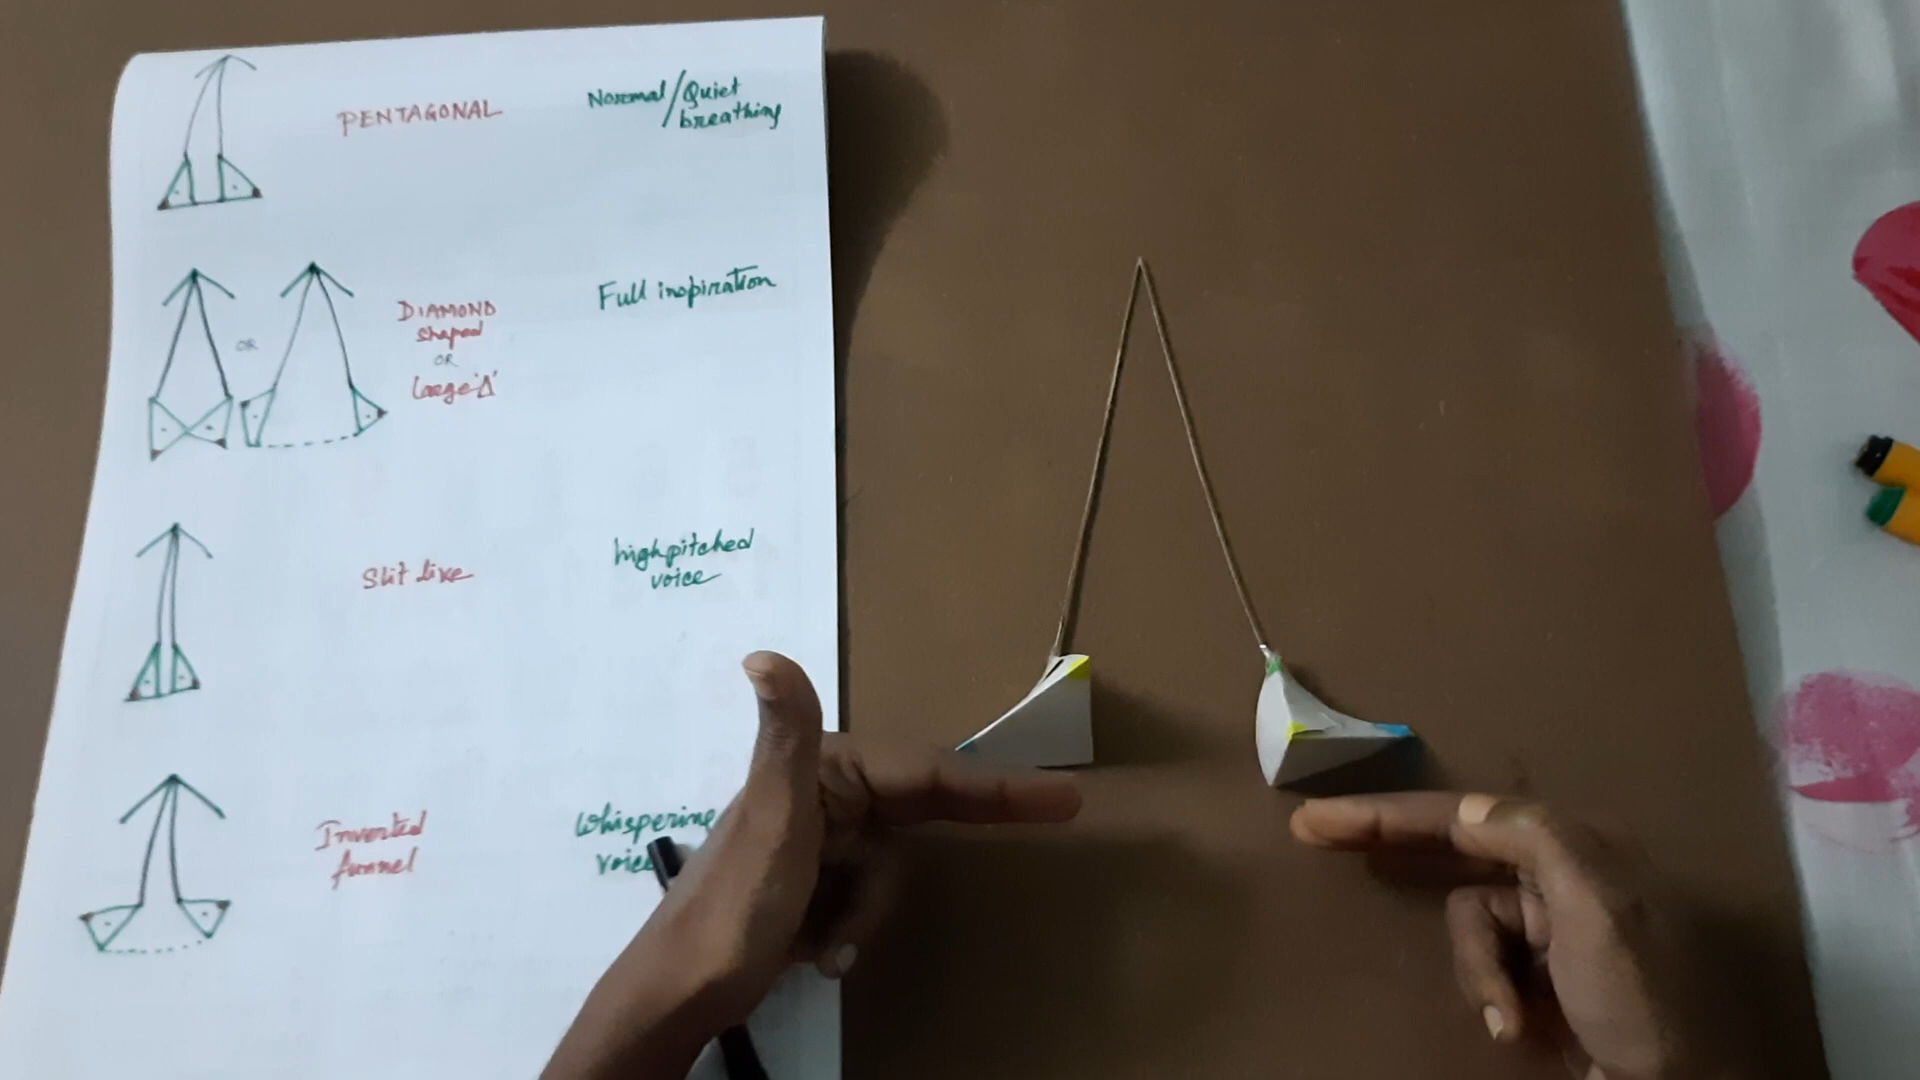 PENTAGONAL
Normal/Quiet
breathing
OR
DIAMOND
shaped
OR
large 'Δ'
Full inspiration
Slit like
highpitched
voice
Inverted
funnel
Whispering
voice